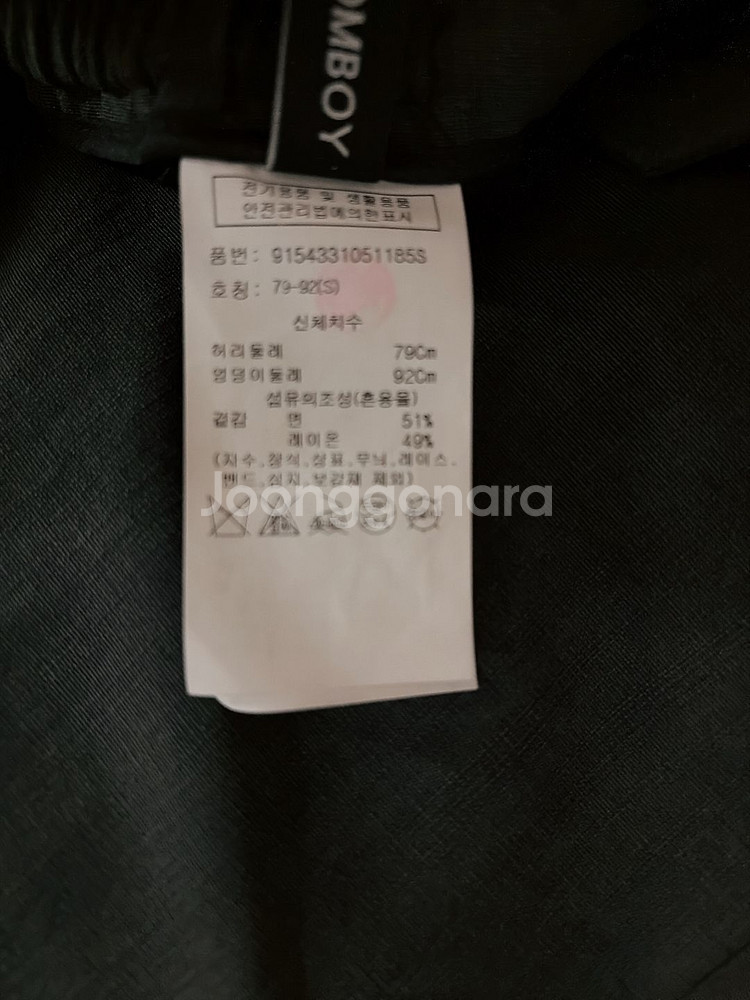 OMBOY
전기용품 및 생활용품
안전관리법에의한표시
품번: 9154331051185S
호칭: 79-92(S)
신체치수
허리둘레 79Cm
엉덩이둘레 92Cm
섬유의조성(혼용율)
겉감 면 51%
레이온 49%
(자수,장식,상표,무늬,레이스,
밴드,심지,보강재 제외)
Joonggonara